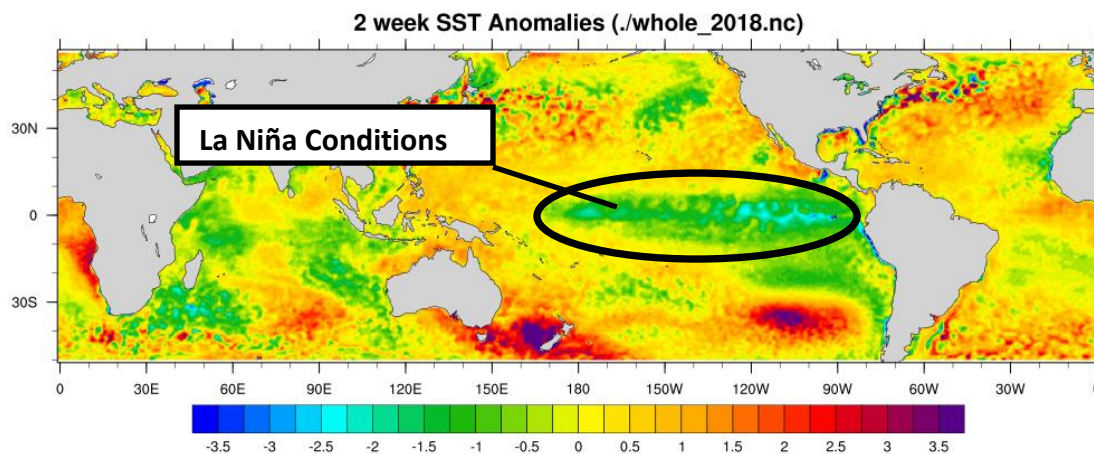 2 week SST Anomalies (./whole_2018.nc)
La Niña Conditions
30N
0
30S
0 30E 60E 90E 120E 150E 180 150W 120W 90W 60W 30W 0
-3.5 -3 -2.5 -2 -1.5 -1 -0.5 0 0.5 1 1.5 2 2.5 3 3.5